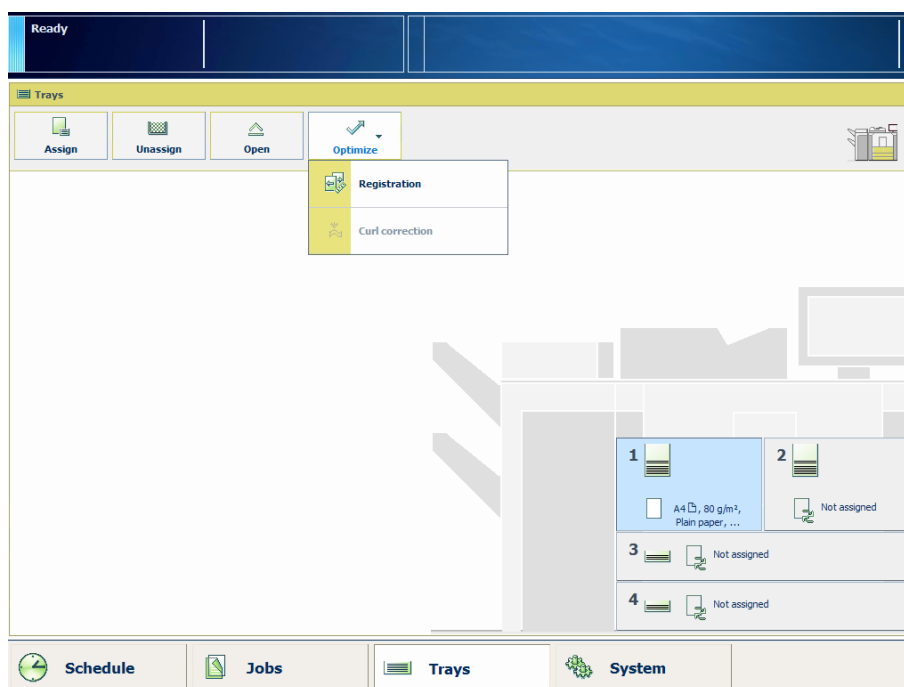 Ready
Trays
Assign
Unassign
Open
Optimize
Registration
Curl correction
1
2
A4, 80 g/m²,
Plain paper, ...
Not assigned
3
Not assigned
4
Not assigned
Schedule
Jobs
Trays
System